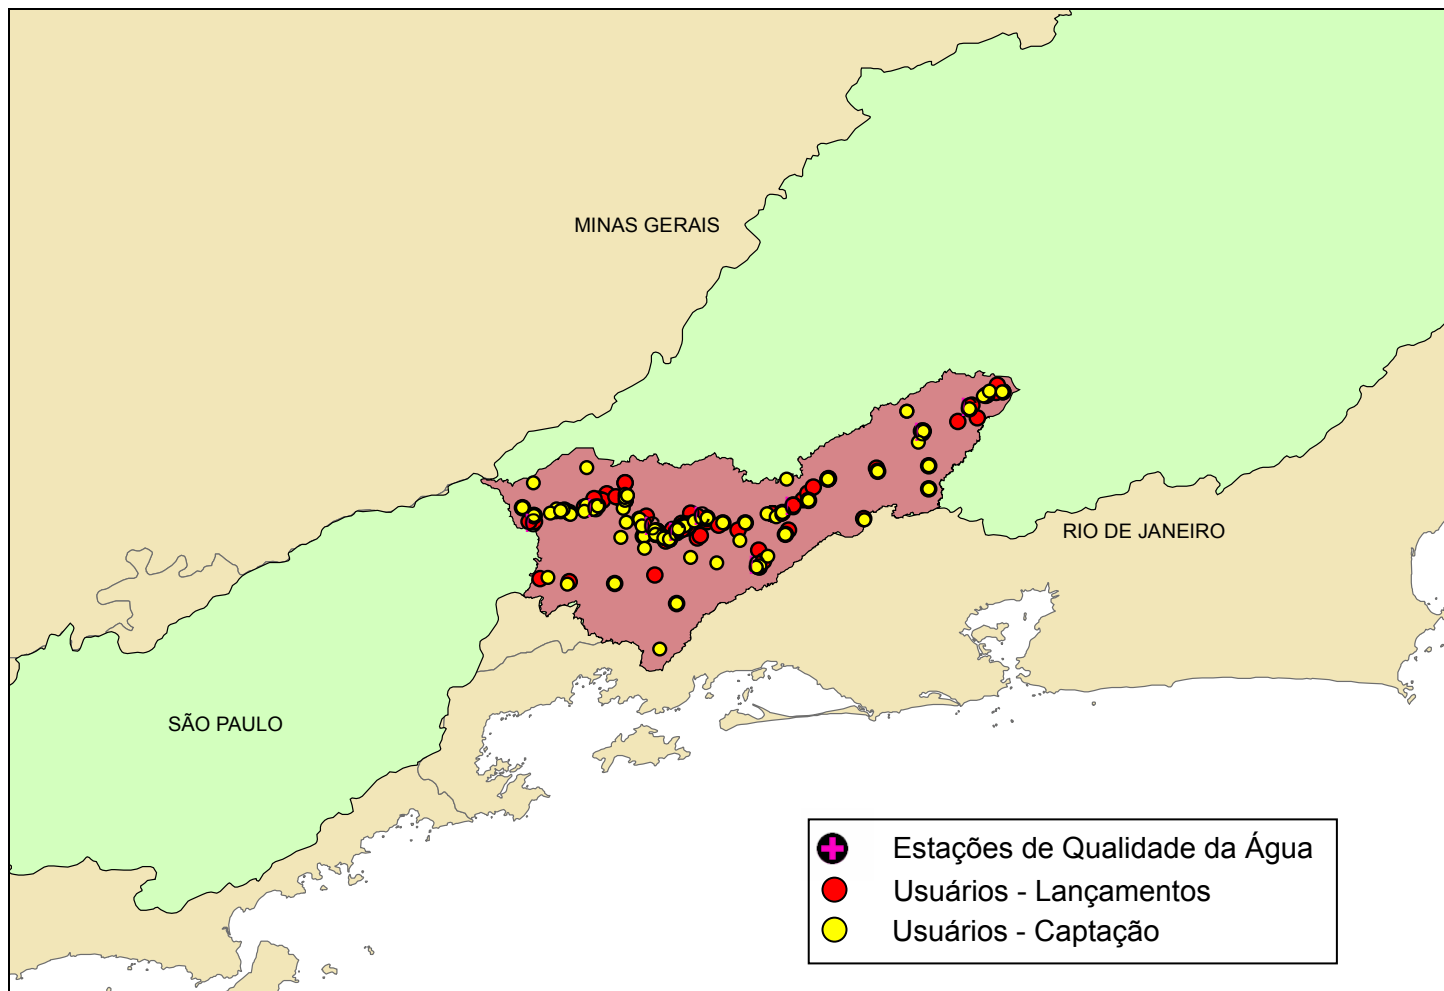 MINAS GERAIS
RIO DE JANEIRO
SÃO PAULO
Estações de Qualidade da Água
Usuários - Lançamentos
Usuários - Captação